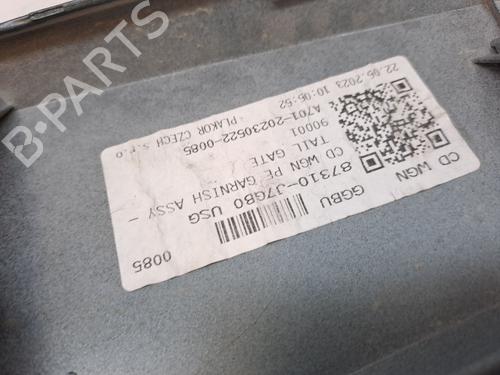 B-PARTS
CD WGN
GGBU
87310-J7GB0 USG
0085
CD WGN PE GARNISH ASSY -
TAIL GATE
90D01
A701-20230522-0085
22.05.2023 10:06:52
PLAKOR CZECH S.R.O